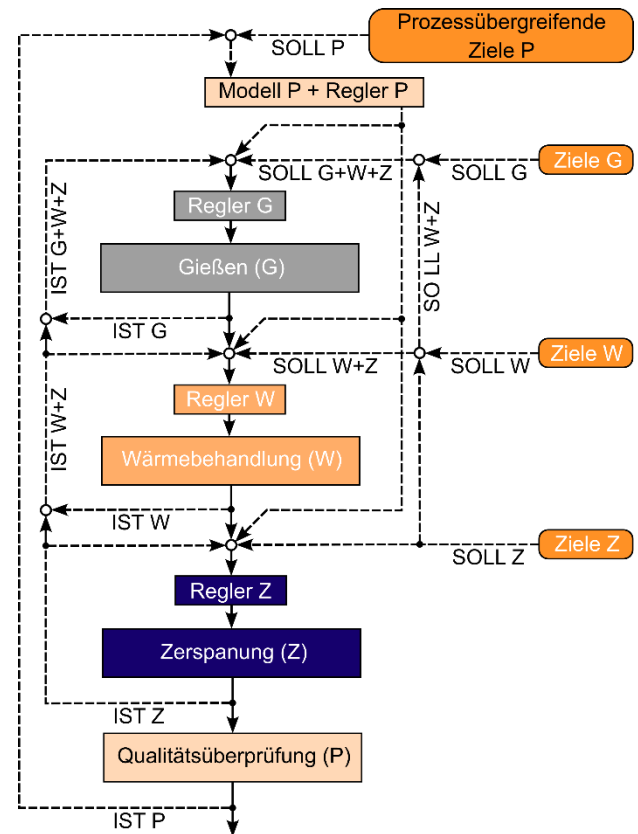 Prozessübergreifende
Ziele P
SOLL P
Modell P + Regler P
Ziele G
SOLL G+W+Z
SOLL G
Regler G
IST G+W+Z
SO LL W+Z
Gießen (G)
IST G
Ziele W
SOLL W+Z
SOLL W
Regler W
IST W+Z
Wärmebehandlung (W)
IST W
Ziele Z
SOLL Z
Regler Z
Zerspanung (Z)
IST Z
Qualitätsüberprüfung (P)
IST P